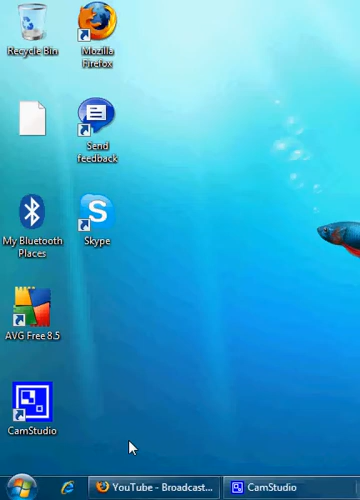 Recycle Bin
Mozilla
Firefox
Send
feedback
My Bluetooth
Places
Skype
AVG Free 8.5
CamStudio
YouTube - Broadcast...
CamStudio